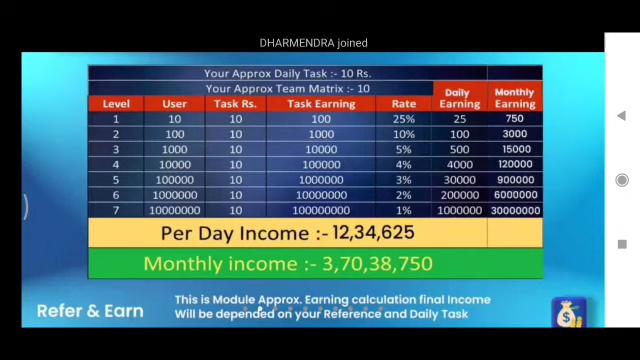 DHARMENDRA joined
Your Approx Daily Task :- 10 Rs.
Your Approx Team Matrix :- 10
Level User Task Rs. Task Earning Rate Daily Earning Monthly Earning
1 10 10 100 25% 25 750
2 100 10 1000 10% 100 3000
3 1000 10 10000 5% 500 15000
4 10000 10 100000 4% 4000 120000
5 100000 10 1000000 3% 30000 900000
6 1000000 10 10000000 2% 200000 6000000
7 10000000 10 100000000 1% 1000000 30000000
Per Day Income :- 12,34,625
Monthly income :- 3,70,38,750
Refer & Earn
This is Module Approx. Earning calculation final Income
Will be depended on your Reference and Daily Task
$